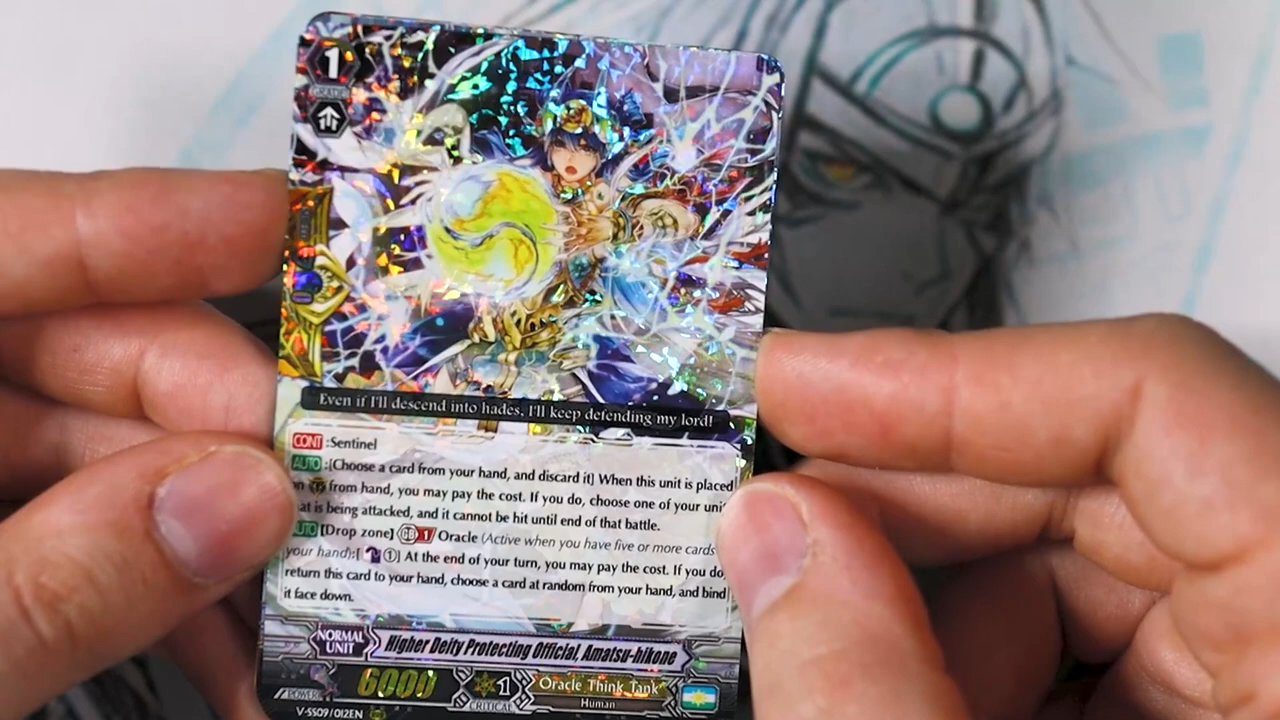 1
GRADE
Even if I'll descend into hades, I'll keep defending my lord!
CONT :Sentinel
AUTO :[Choose a card from your hand, and discard it] When this unit is placed
from hand, you may pay the cost. If you do, choose one of your
is being attacked, and it cannot be hit until end of that battle.
[Drop zone] GB 1 Oracle (Active when you have five or more cards
your hand):[ ①] At the end of your turn, you may pay the cost. If you do,
return this card to your hand, choose a card at random from your hand, and bind
it face down.
NORMAL
UNIT
Higher Deity Protecting Official, Amatsu-hikone
POWER
6000
1
CRITICAL
Oracle Think Tank
Human
V-SS09/012EN